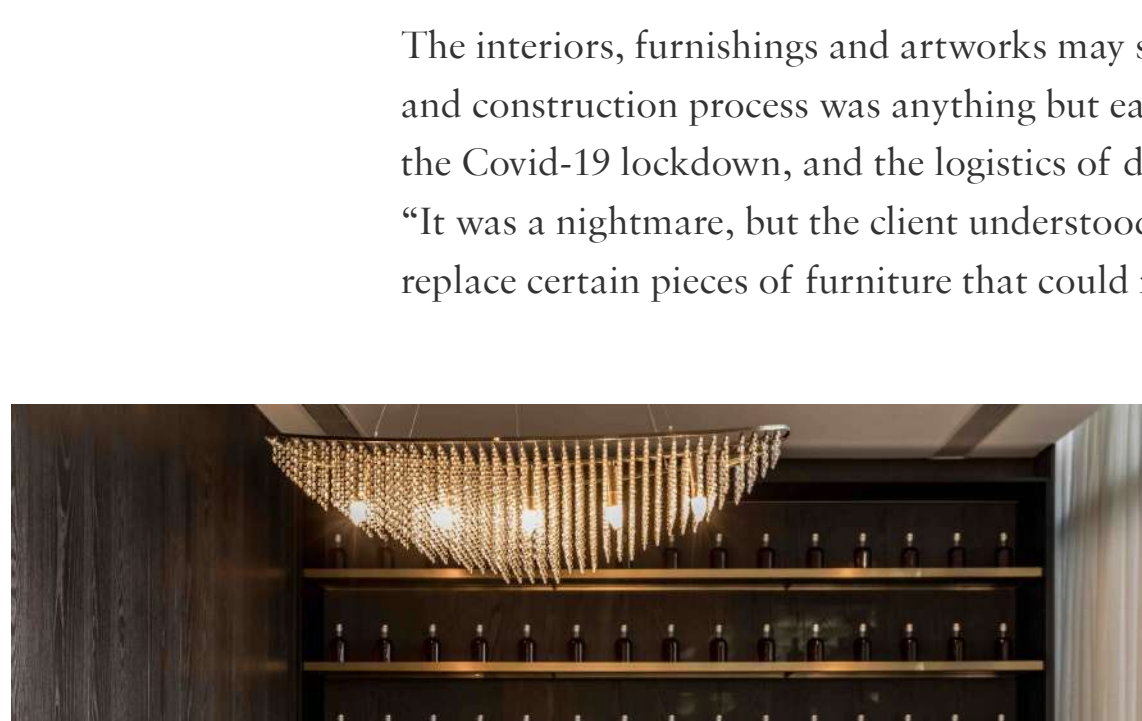 The interiors, furnishings and artworks may
and construction process was anything but
the Covid-19 lockdown, and the logistics of
“It was a nightmare, but the client understood
replace certain pieces of furniture that could